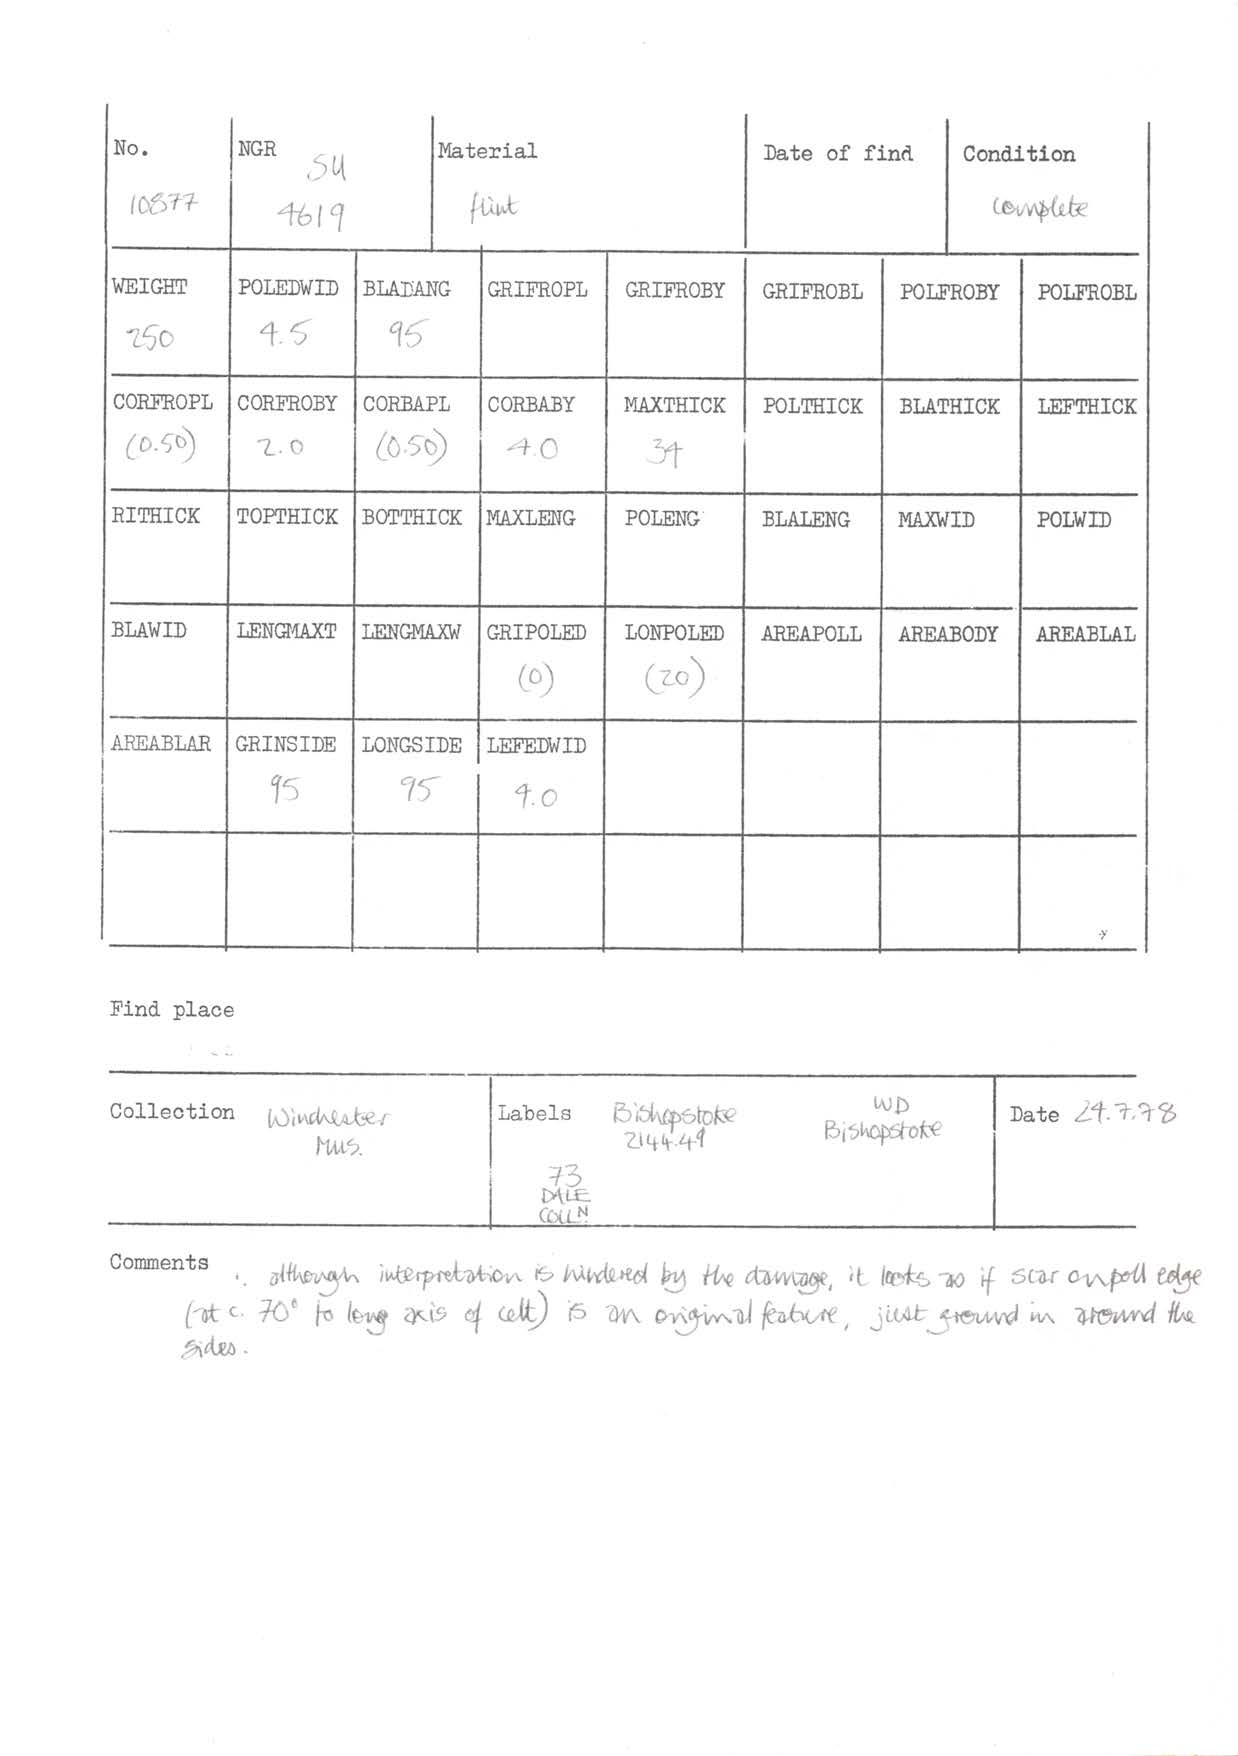 No. NGR Material Date of find Condition
SU
10877 4619 flint complete
WEIGHT POLEDWID BLADANG GRIFROPL GRIFROBY GRIFROBL POLFROBY POLFROBL
250 4.5 95
CORFROPL CORFROBY CORBAPL CORBABY MAXTHICK POLTHICK BLATHICK LEFTHICK
(0.50) 2.0 (0.50) 4.0 34
RITHICK TOPTHICK BOTTHICK MAXLENG POLENG BLALENG MAXWID POLWID
BLAWID LENGMAXT LENGMAXW GRIPOLED LONPOLED AREAPOLL AREABODY AREABLAL
(0) (20)
AREABLAR GRINSIDE LONGSIDE LEFEDWID
95 95 4.0
Find place
Collection Winchester Labels Bishopstoke WD Date 24.7.78
Mus. 2144.49 Bishopstoke
73
DALE
COLLN.
Comments ∴ although interpretation is hindered by the damage, it looks as if scar on poll edge
(at c. 70° to long axis of celt) is an original feature, just ground in around the
sides.